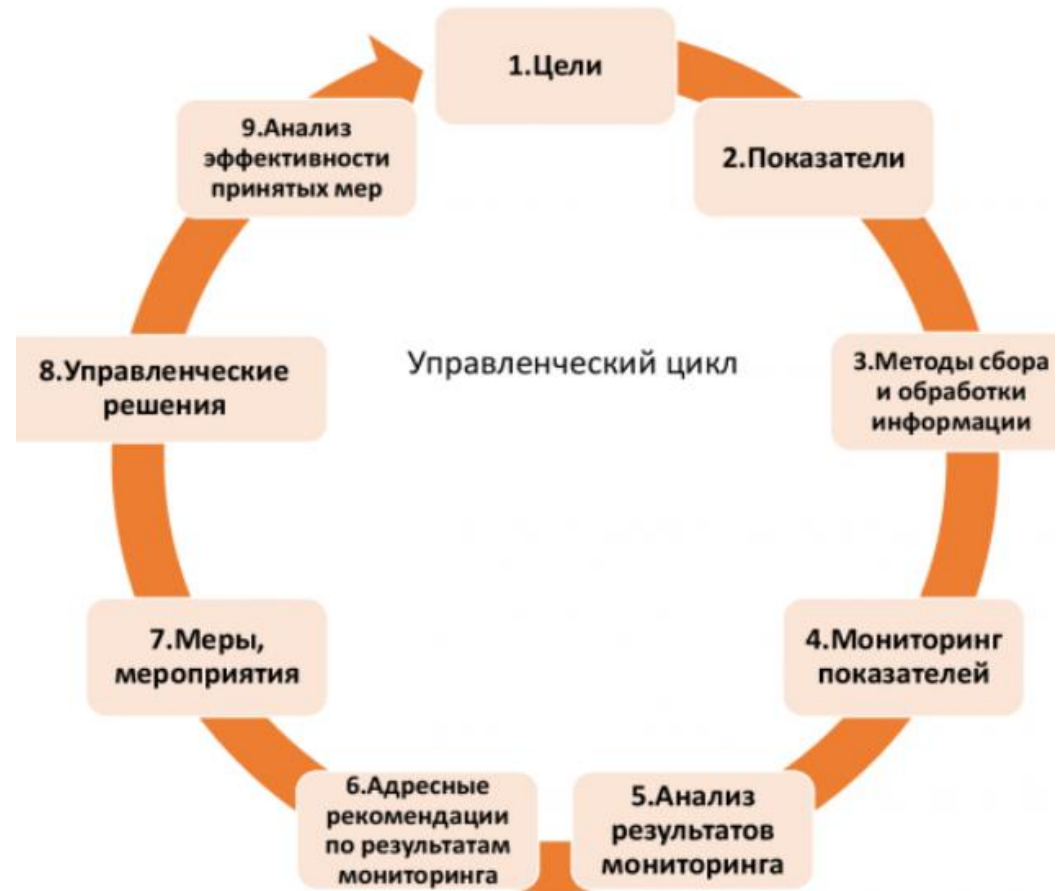 1.Цели
2.Показатели
3.Методы сбора
и обработки
информации
4.Мониторинг
показателей
5.Анализ
результатов
мониторинга
6.Адресные
рекомендации
по результатам
мониторинга
7.Меры,
мероприятия
8.Управленческие
решения
9.Анализ
эффективности
принятых мер
Управленческий цикл